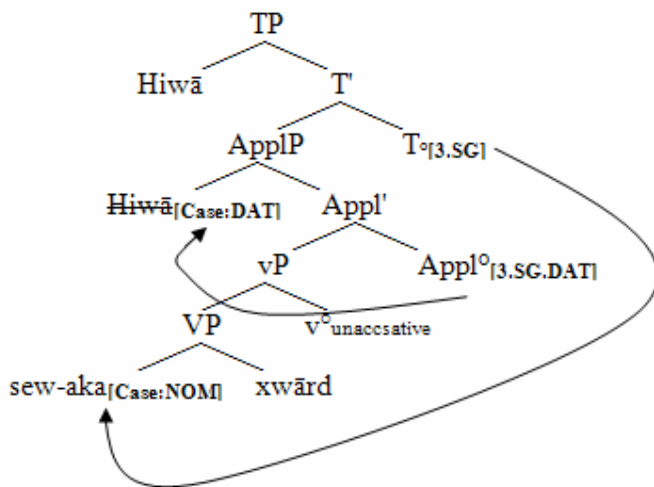 TP
Hiwā T'
ApplP T°[3.SG]
Hiwā[Case:DAT] Appl'
vP Appl°[3.SG.DAT]
VP v°unaccsative
sew-aka[Case:NOM] xwārd